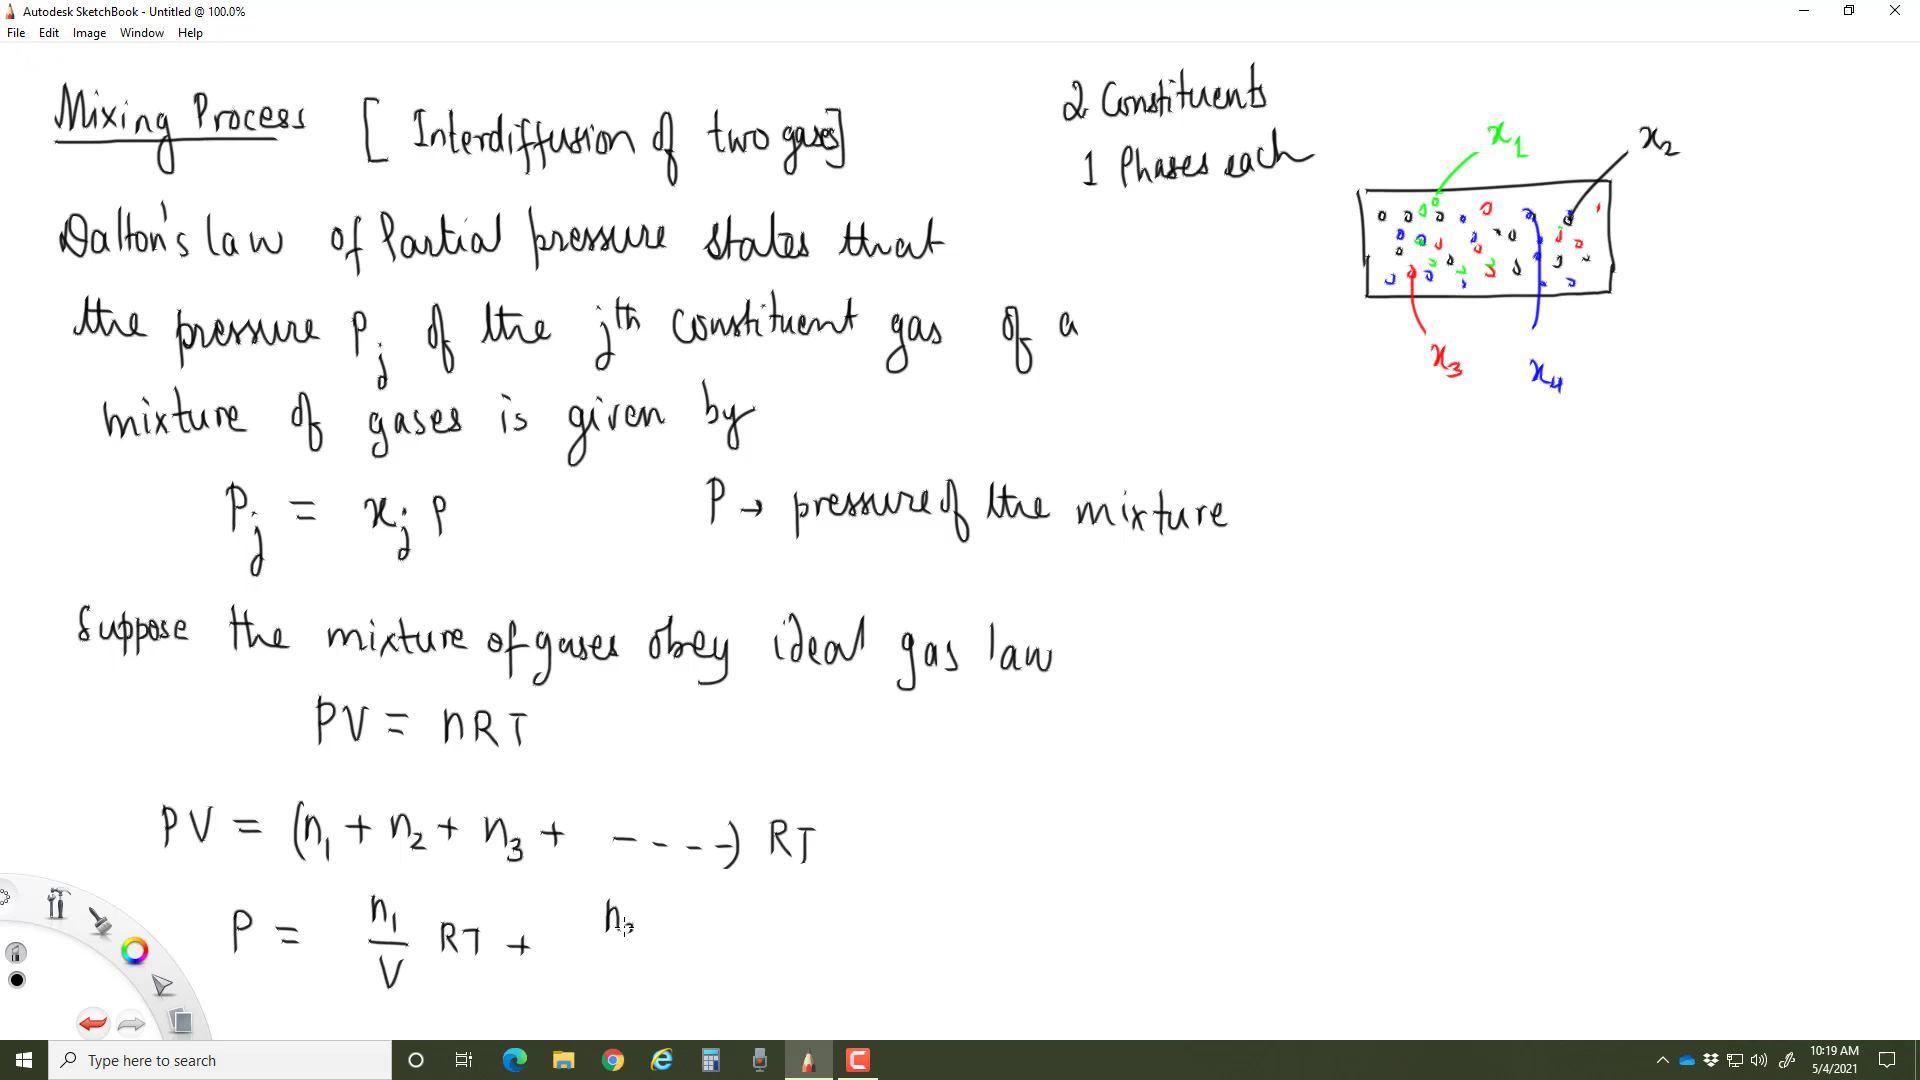 Autodesk SketchBook - Untitled @ 100.0%
File Edit Image Window Help
Mixing Process [ Interdiffusion of two gases]
2 Constituents
1 Phases each
x1
x2
x3
x4
Dalton's law of Partial pressure states that
the pressure Pj of the jth constituent gas of a
mixture of gases is given by
Pj = xj P P → pressure of the mixture
Suppose the mixture of gases obey ideal gas law
PV = nRT
PV = (n1 + n2 + n3 + - - - - -) RT
P = n1/V RT + n2
Type here to search
10:19 AM
5/4/2021